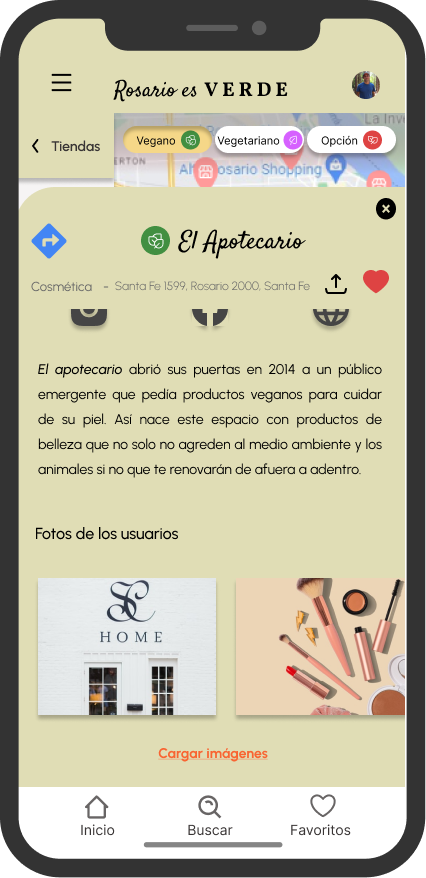 Rosario es VERDE
Tiendas
Vegano
Vegetariano
Opción
La Inve
ERTON
Rosario Shopping
El Apotecario
Cosmética - Santa Fe 1599, Rosario 2000, Santa Fe
El apotecario abrió sus puertas en 2014 a un público
emergente que pedía productos veganos para cuidar
de su piel. Así nace este espacio con productos de
belleza que no solo no agreden al medio ambiente y los
animales si no que te renovarán de afuera a adentro.
Fotos de los usuarios
HOME
Cargar imágenes
Inicio
Buscar
Favoritos